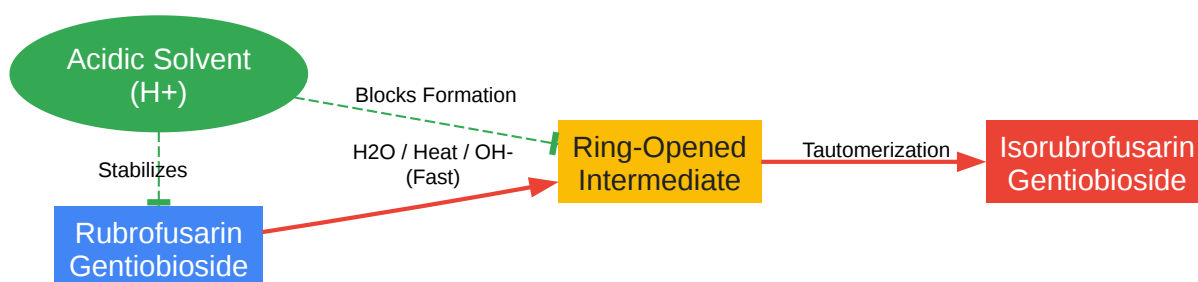 Acidic Solvent
(H+)
Blocks Formation
Stabilizes
H2O / Heat / OH-
(Fast)
Ring-Opened
Intermediate
Tautomerization
Isorubrofusarin
Gentiobioside
Rubrofusarin
Gentiobioside